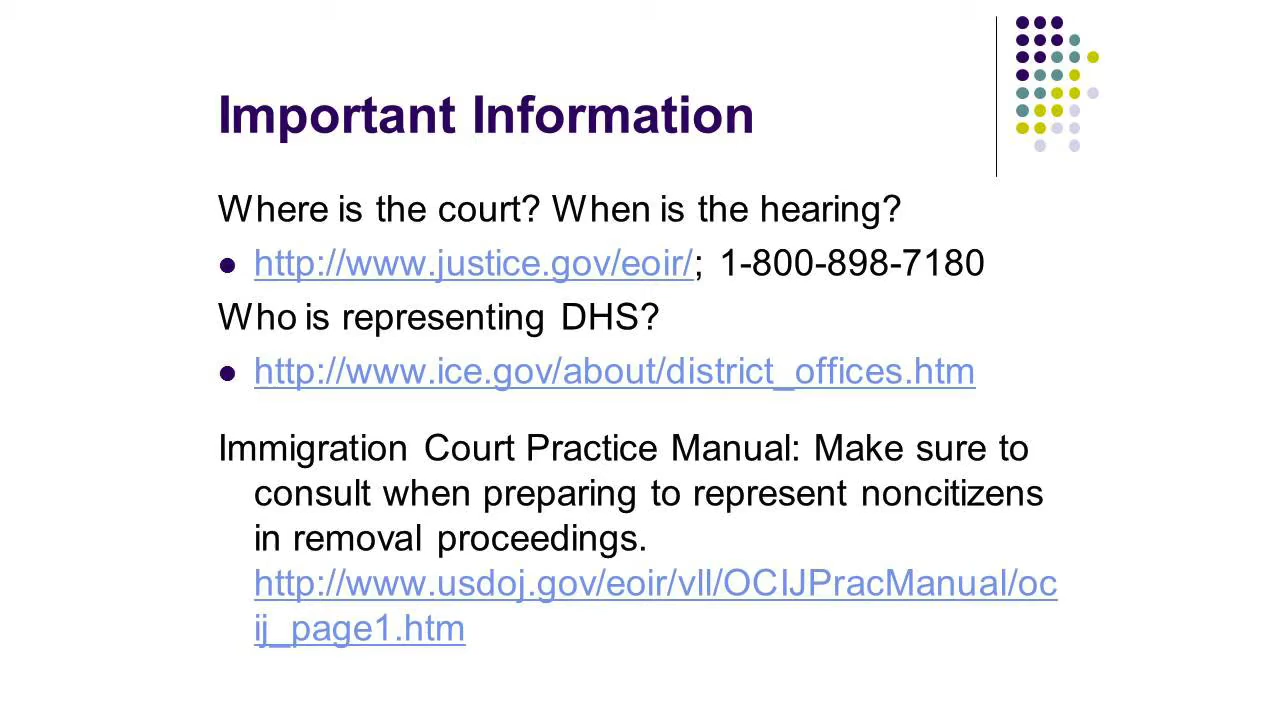 Important Information
Where is the court? When is the hearing?
● http://www.justice.gov/eoir/; 1-800-898-7180
Who is representing DHS?
● http://www.ice.gov/about/district_offices.htm
Immigration Court Practice Manual: Make sure to
consult when preparing to represent noncitizens
in removal proceedings.
http://www.usdoj.gov/eoir/vll/OCIJPracManual/oc
ij_page1.htm